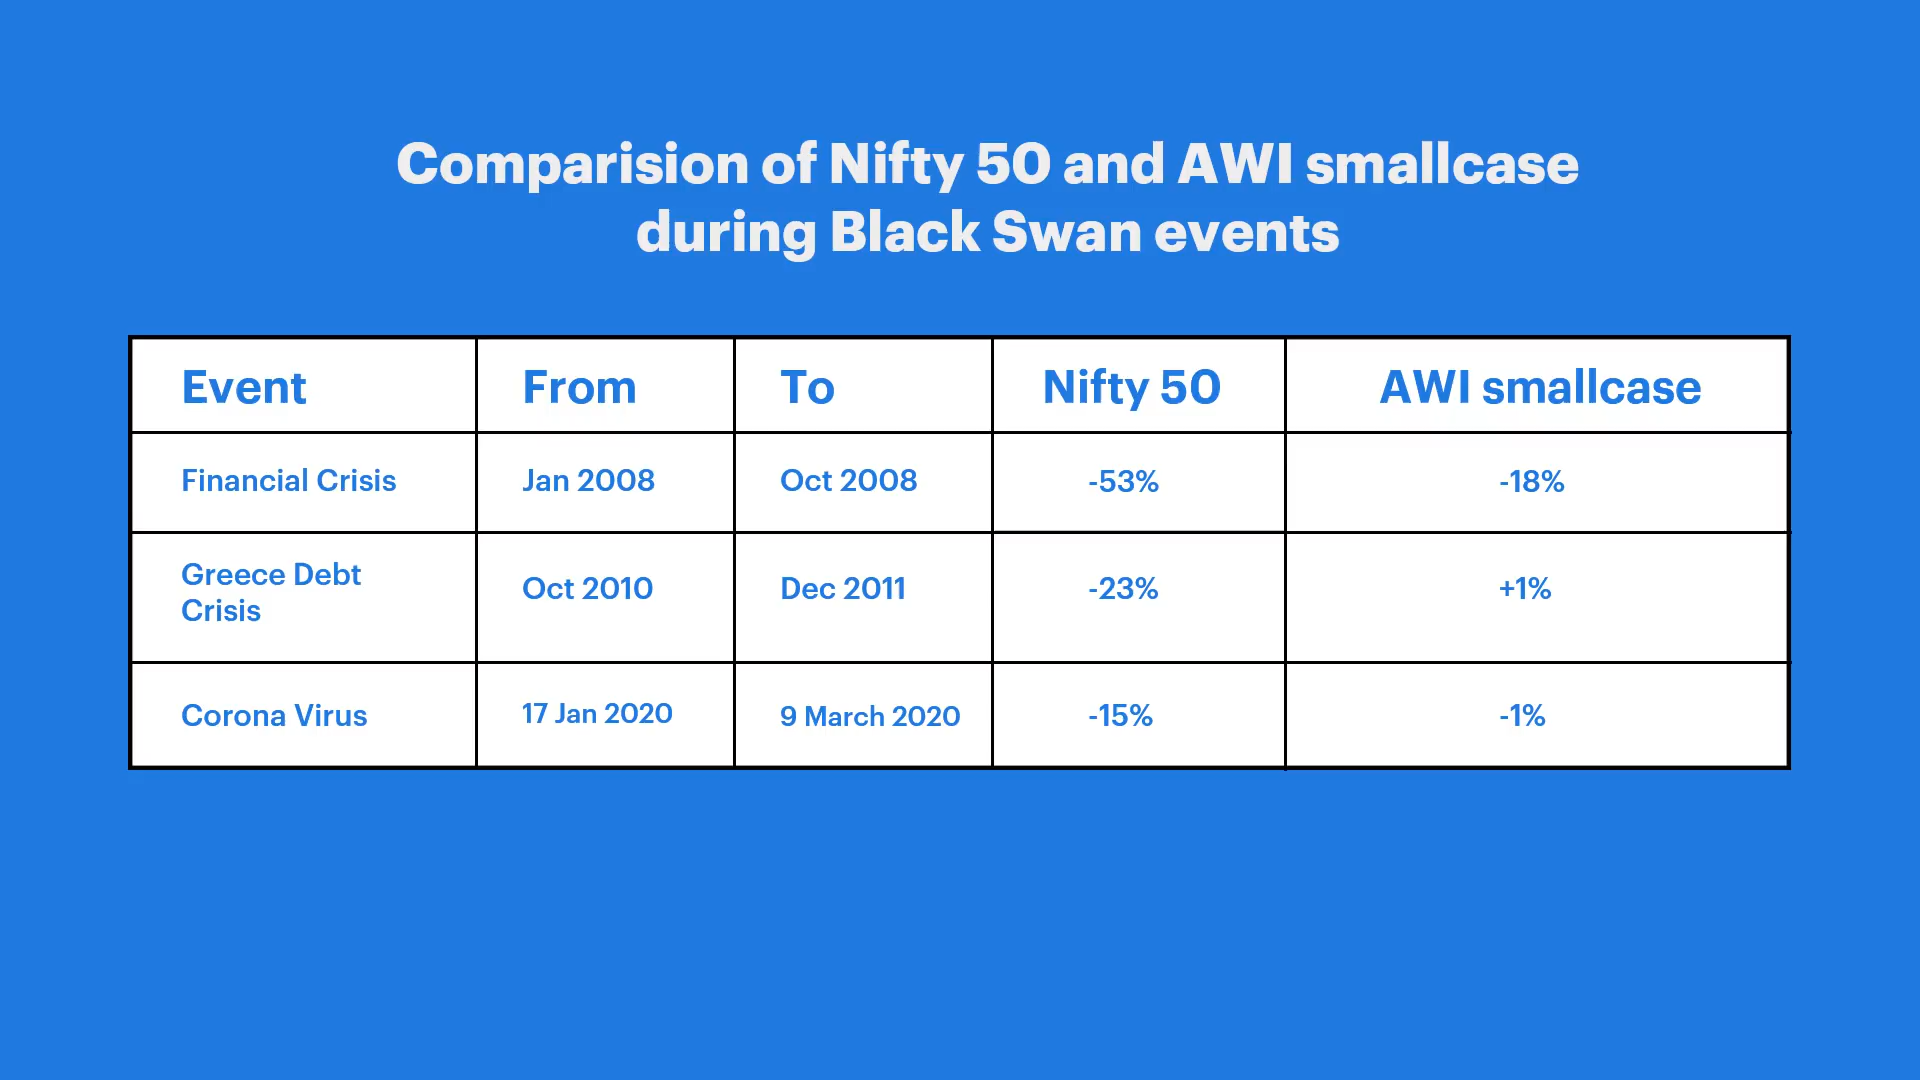 Comparision of Nifty 50 and AWI smallcase
during Black Swan events
Event From To Nifty 50 AWI smallcase
Financial Crisis Jan 2008 Oct 2008 -53% -18%
Greece Debt
Crisis Oct 2010 Dec 2011 -23% +1%
Corona Virus 17 Jan 2020 9 March 2020 -15% -1%